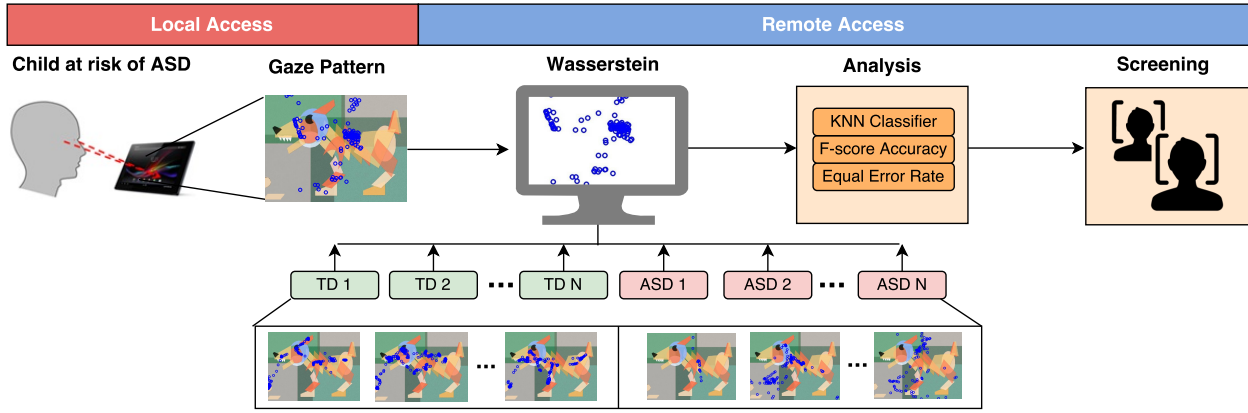 Local Access
Remote Access
Child at risk of ASD
Gaze Pattern
Wasserstein
Analysis
Screening
KNN Classifier
F-score Accuracy
Equal Error Rate
TD 1
TD 2
...
TD N
ASD 1
ASD 2
...
ASD N
...
...